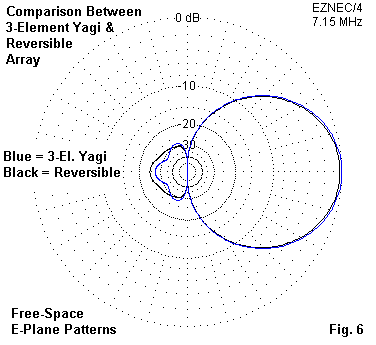 Comparison Between
3-Element Yagi &
Reversible
Array
0 dB
EZNEC/4
7.15 MHz
-10
-20
-30
Blue = 3-El. Yagi
Black = Reversible
Free-Space
E-Plane Patterns
Fig. 6